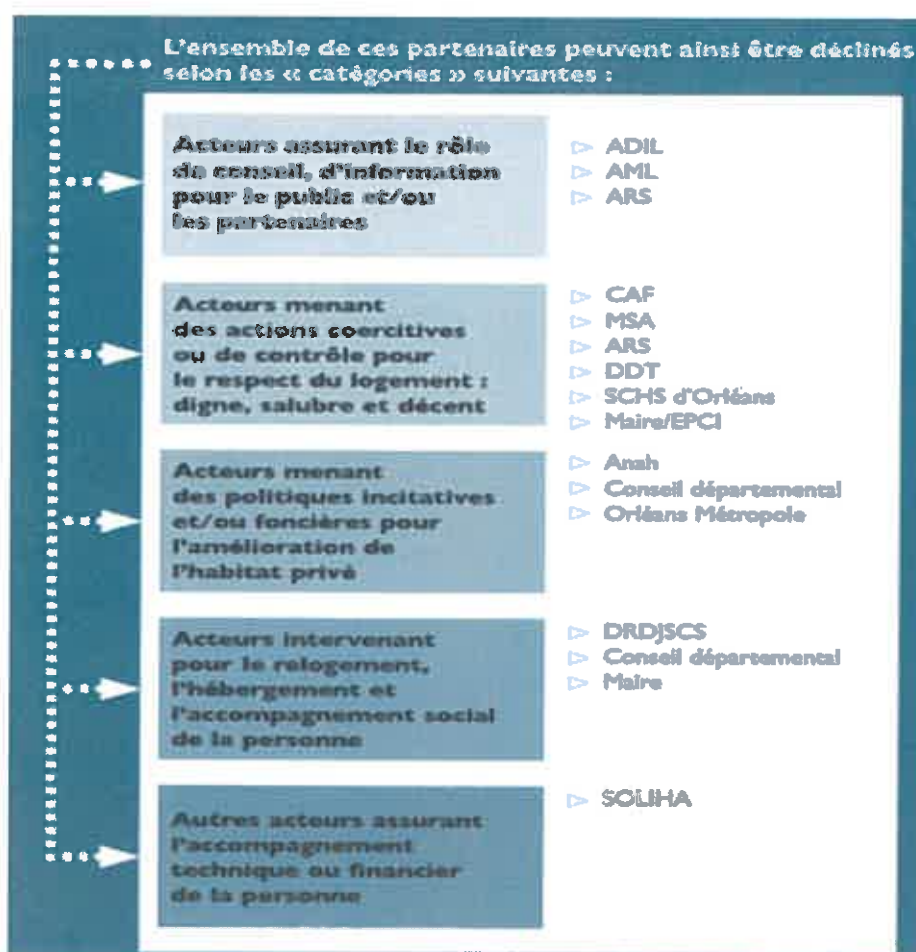 L'ensemble de ces partenaires peuvent ainsi être déclinés
selon les « catégories » suivantes :
Acteurs assurant le rôle
de conseil, d'information
pour le public et/ou
les partenaires
ADIL
AML
ARS
Acteurs menant
des actions coercitives
ou de contrôle pour
le respect du logement :
digne, salubre et décent
CAF
MSA
ARS
DDT
SCHS d'Orléans
Maire/EPCI
Acteurs menant
des politiques incitatives
et/ou foncières pour
l'amélioration de
l'habitat privé
Anah
Conseil départemental
Orléans Métropole
Acteurs intervenant
pour le relogement,
l'hébergement et
l'accompagnement social
de la personne
DRDJSCS
Conseil départemental
Maire
Autres acteurs assurant
l'accompagnement
technique ou financier
de la personne
SOLIHA